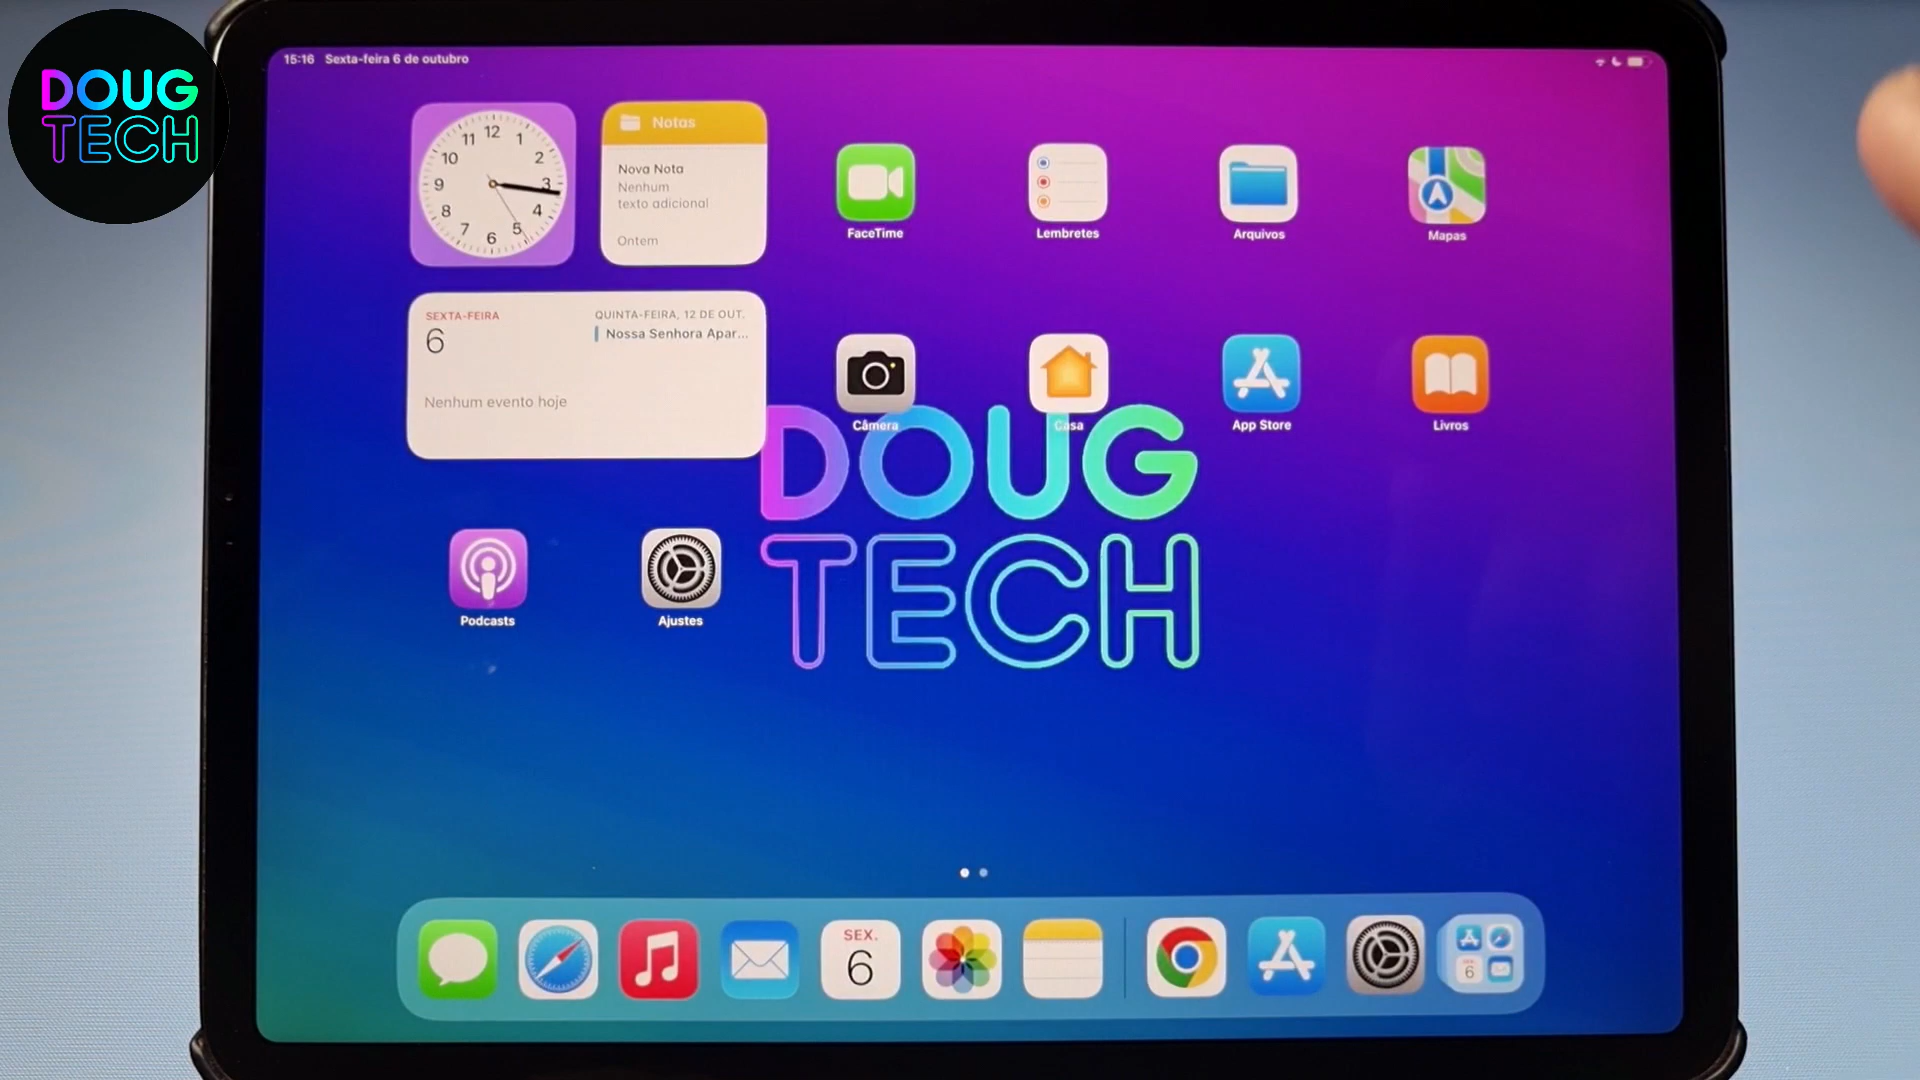 DOUG
TECH
15:16 Sexta-feira 6 de outubro
12
1
2
3
4
5
6
7
8
9
10
11
Notas
Nova Nota
Nenhum
texto adicional
Ontem
FaceTime
Lembretes
Arquivos
Mapas
SEXTA-FEIRA
6
QUINTA-FEIRA, 12 DE OUT.
Nossa Senhora Apar...
Nenhum evento hoje
Câmera
Casa
App Store
Livros
DOUG
TECH
Podcasts
Ajustes
SEX.
6
6